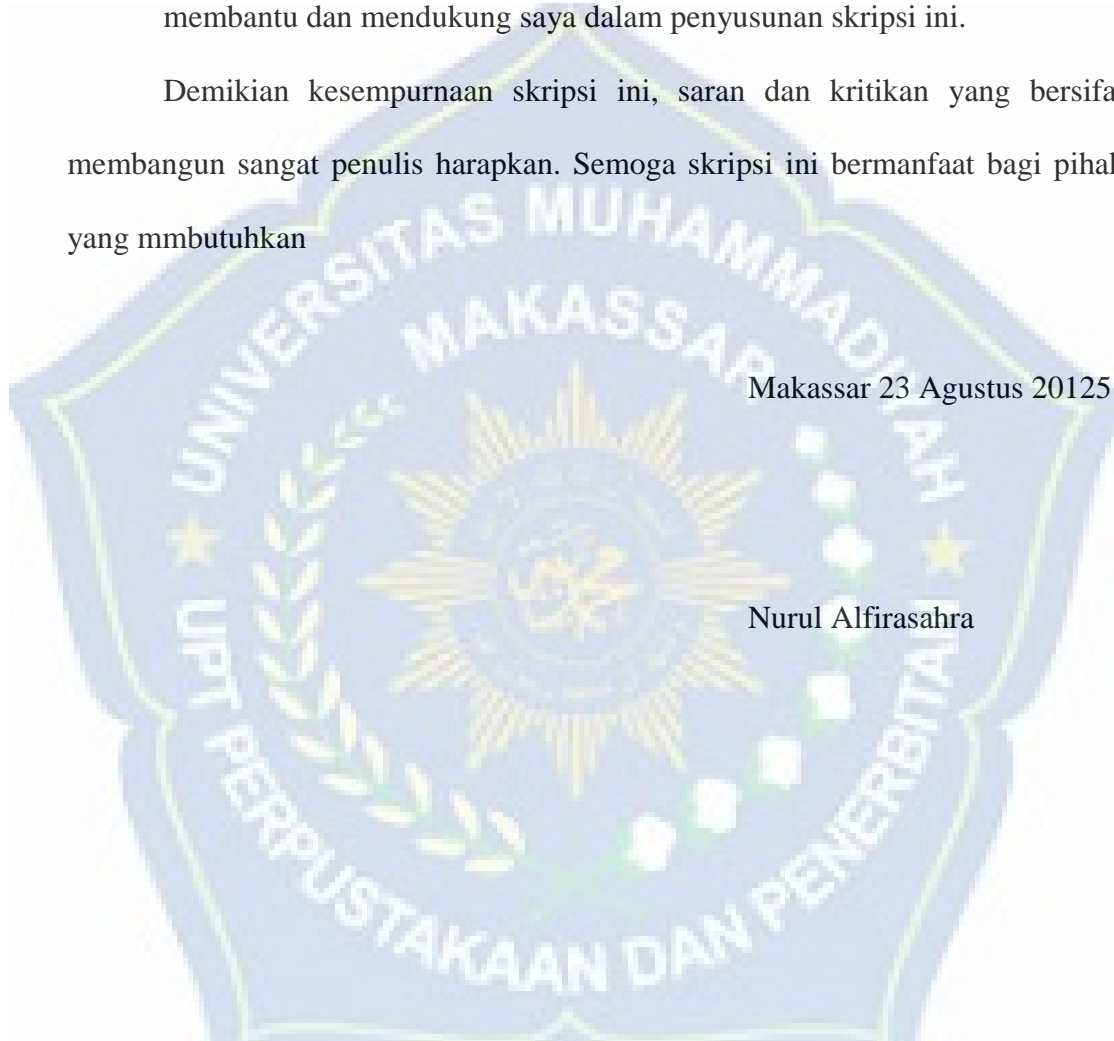 membantu dan mendukung saya dalam penyusunan skripsi ini.
Demikian kesempurnaan skripsi ini, saran dan kritikan yang bersifa
membangun sangat penulis harapkan. Semoga skripsi ini bermanfaat bagi pihal
yang mmbutuhkan
UNIVERSITAS MUHAMMADIYAH
MAKASSAR
Makassar 23 Agustus 20125
Nurul Alfirasahra
UPT PERPUSTAKAAN DAN PENERBITAN